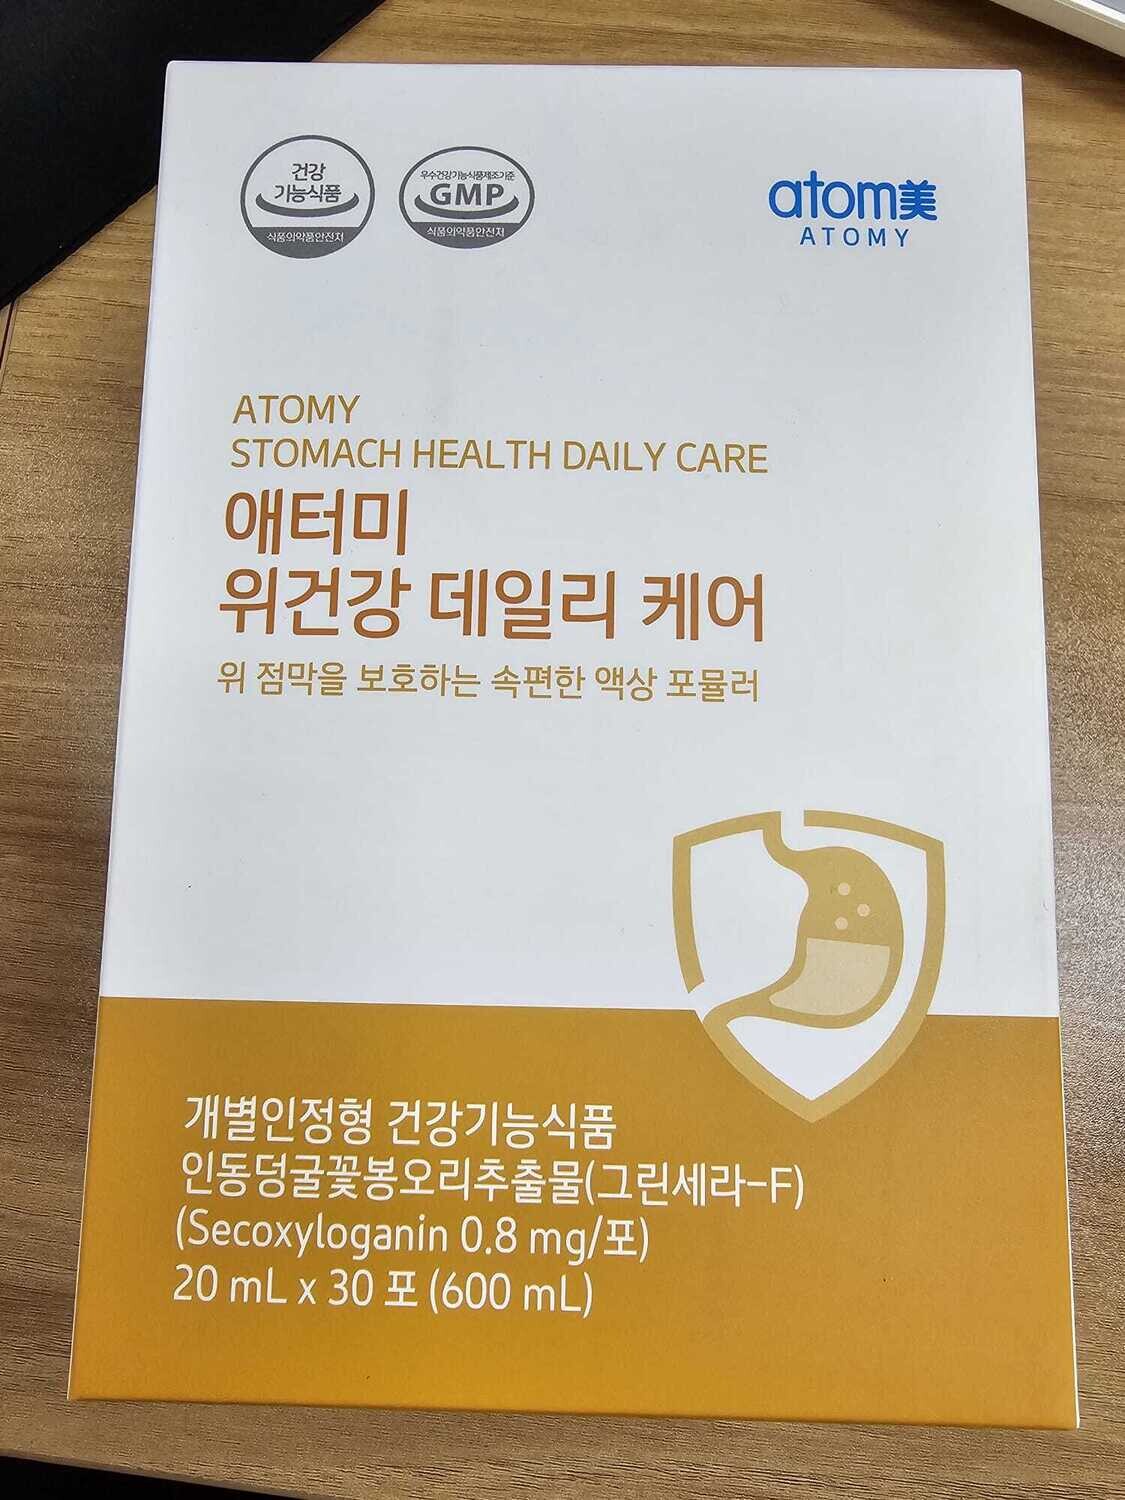 건강
기능식품
식품의약품안전처
우수건강기능식품제조기준
GMP
식품의약품안전처
atom美
ATOMY
ATOMY
STOMACH HEALTH DAILY CARE
애터미
위건강 데일리 케어
위 점막을 보호하는 속편한 액상 포뮬러
개별인정형 건강기능식품
인동덩굴꽃봉오리추출물(그린세라-F)
(Secoxyloganin 0.8 mg/포)
20 mL x 30 포 (600 mL)